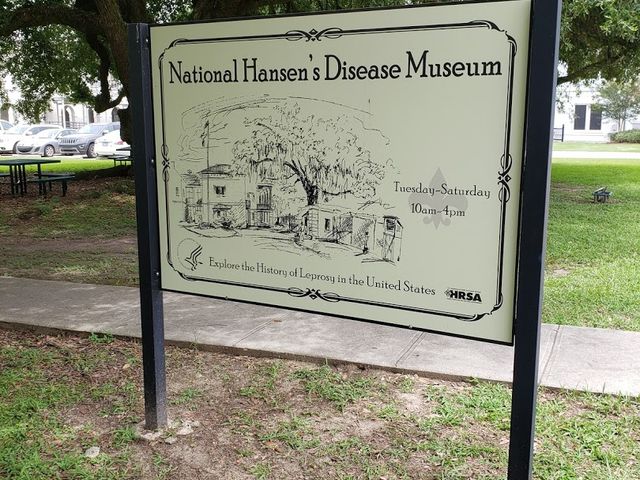 National Hansen's Disease Museum
Tuesday-Saturday
10am-4pm
Explore the History of Leprosy in the United States
HRSA